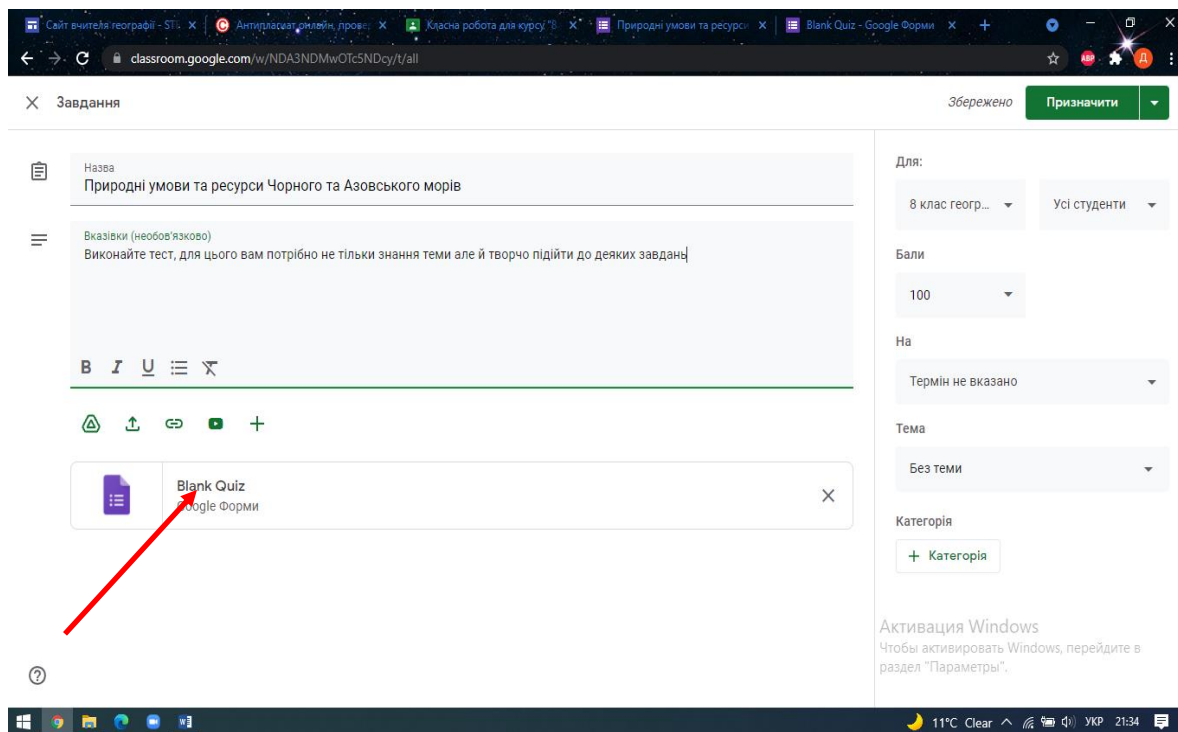 Сайт вчителя географії - ST
Антиплагиат онлайн, прове
Класна робота для курсу "8
Природні умови та ресурси
Blank Quiz - Google Форми
classroom.google.com/w/NDA3NDMwOTc5NDcy/t/all
ABP
Д
Завдання
Збережено
Призначити
Назва
Природні умови та ресурси Чорного та Азовського морів
Вказівки (необов'язково)
Виконайте тест, для цього вам потрібно не тільки знання теми але й творчо підійти до деяких завдань
B I U
Blank Quiz
Google Форми
Для:
8 клас геогр...
Усі студенти
Бали
100
На
Термін не вказано
Тема
Без теми
Категорія
+ Категорія
Активация Windows
Чтобы активировать Windows, перейдите в
раздел "Параметры".
11°C Clear
УКР
21:34